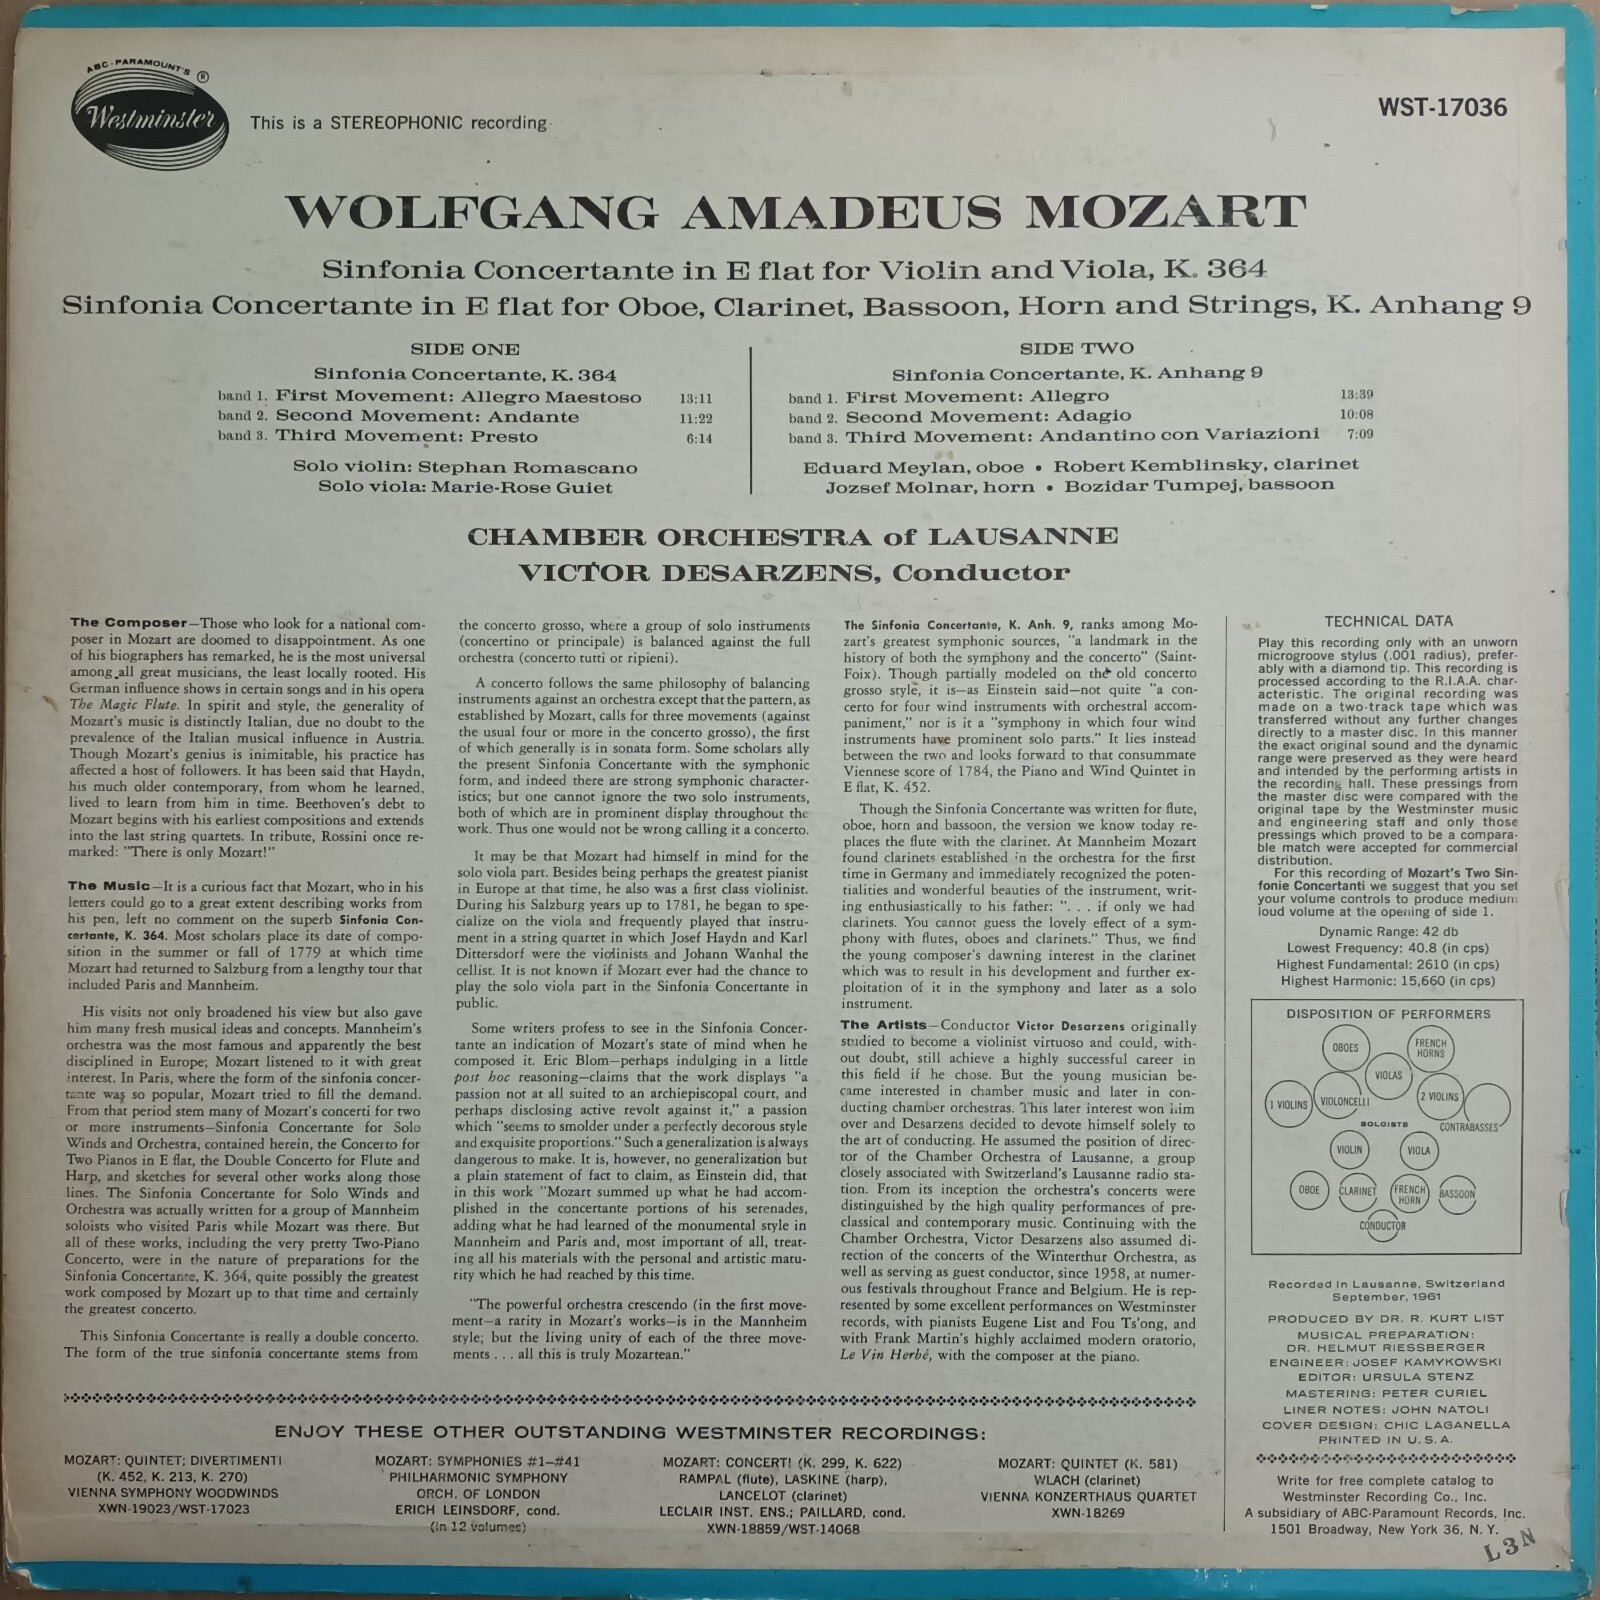 ABC-PARAMOUNT'S ®
Westminster
This is a STEREOPHONIC recording
WST-17036
WOLFGANG AMADEUS MOZART
Sinfonia Concertante in E flat for Violin and Viola, K. 364
Sinfonia Concertante in E flat for Oboe, Clarinet, Bassoon, Horn and Strings, K. Anhang 9
SIDE ONE
Sinfonia Concertante, K. 364
band 1. First Movement: Allegro Maestoso 13:11
band 2. Second Movement: Andante 11:22
band 3. Third Movement: Presto 6:14
Solo violin: Stephan Romascano
Solo viola: Marie-Rose Guiet
SIDE TWO
Sinfonia Concertante, K. Anhang 9
band 1. First Movement: Allegro 13:39
band 2. Second Movement: Adagio 10:08
band 3. Third Movement: Andantino con Variazioni 7:09
Eduard Meylan, oboe • Robert Kemblinsky, clarinet
Jozsef Molnar, horn • Bozidar Tumpej, bassoon
CHAMBER ORCHESTRA of LAUSANNE
VICTOR DESARZENS, Conductor
The Composer—Those who look for a national com-
poser in Mozart are doomed to disappointment. As one
of his biographers has remarked, he is the most universal
among all great musicians, the least locally rooted. His
German influence shows in certain songs and in his opera
The Magic Flute. In spirit and style, the generality of
Mozart's music is distinctly Italian, due no doubt to the
prevalence of the Italian musical influence in Austria.
Though Mozart's genius is inimitable, his practice has
affected a host of followers. It has been said that Haydn,
his much older contemporary, from whom he learned,
lived to learn from him in time. Beethoven's debt to
Mozart begins with his earliest compositions and extends
into the last string quartets. In tribute, Rossini once re-
marked: "There is only Mozart!"
The Music—It is a curious fact that Mozart, who in his
letters could go to a great extent describing works from
his pen, left no comment on the superb Sinfonia Con-
certante, K. 364. Most scholars place its date of compo-
sition in the summer or fall of 1779 at which time
Mozart had returned to Salzburg from a lengthy tour that
included Paris and Mannheim.
His visits not only broadened his view but also gave
him many fresh musical ideas and concepts. Mannheim's
orchestra was the most famous and apparently the best
disciplined in Europe; Mozart listened to it with great
interest. In Paris, where the form of the sinfonia concer-
tante was so popular, Mozart tried to fill the demand.
From that period stem many of Mozart's concerti for two
or more instruments—Sinfonia Concertante for Solo
Winds and Orchestra, contained herein, the Concerto for
Two Pianos in E flat, the Double Concerto for Flute and
Harp, and sketches for several other works along those
lines. The Sinfonia Concertante for Solo Winds and
Orchestra was actually written for a group of Mannheim
soloists who visited Paris while Mozart was there. But
all of these works, including the very pretty Two-Piano
Concerto, were in the nature of preparations for the
Sinfonia Concertante, K. 364, quite possibly the greatest
work composed by Mozart up to that time and certainly
the greatest concerto.
This Sinfonia Concertante is really a double concerto.
The form of the true sinfonia concertante stems from
the concerto grosso, where a group of solo instruments
(concertino or principale) is balanced against the full
orchestra (concerto tutti or ripieni).
A concerto follows the same philosophy of balancing
instruments against an orchestra except that the pattern, as
established by Mozart, calls for three movements (against
the usual four or more in the concerto grosso), the first
of which generally is in sonata form. Some scholars ally
the present Sinfonia Concertante with the symphonic
form, and indeed there are strong symphonic character-
istics; but one cannot ignore the two solo instruments,
both of which are in prominent display throughout the
work. Thus one would not be wrong calling it a concerto.
It may be that Mozart had himself in mind for the
solo viola part. Besides being perhaps the greatest pianist
in Europe at that time, he also was a first class violinist.
During his Salzburg years up to 1781, he began to spe-
cialize on the viola and frequently played that instru-
ment in a string quartet in which Josef Haydn and Karl
Dittersdorf were the violinists and Johann Wanhal the
cellist. It is not known if Mozart ever had the chance to
play the solo viola part in the Sinfonia Concertante in
public.
Some writers profess to see in the Sinfonia Concer-
tante an indication of Mozart's state of mind when he
composed it. Eric Blom—perhaps indulging in a little
post hoc reasoning—claims that the work displays "a
passion not at all suited to an archiepiscopal court, and
perhaps disclosing active revolt against it," a passion
which "seems to smolder under a perfectly decorous style
and exquisite proportions." Such a generalization is always
dangerous to make. It is, however, no generalization but
a plain statement of fact to claim, as Einstein did, that
in this work "Mozart summed up what he had accom-
plished in the concertante portions of his serenades,
adding what he had learned of the monumental style in
Mannheim and Paris and, most important of all, treat-
ing all his materials with the personal and artistic matu-
rity which he had reached by this time.
"The powerful orchestra crescendo (in the first move-
ment—a rarity in Mozart's works—is in the Mannheim
style; but the living unity of each of the three move-
ments . . . all this is truly Mozartean."
The Sinfonia Concertante, K. Anh. 9, ranks among Mo-
zart's greatest symphonic sources, "a landmark in the
history of both the symphony and the concerto" (Saint-
Foix). Though partially modeled on the old concerto
grosso style, it is—as Einstein said—not quite "a con-
certo for four wind instruments with orchestral accom-
paniment," nor is it a "symphony in which four wind
instruments have prominent solo parts." It lies instead
between the two and looks forward to that consummate
Viennese score of 1784, the Piano and Wind Quintet in
E flat, K. 452.
Though the Sinfonia Concertante was written for flute,
oboe, horn and bassoon, the version we know today re-
places the flute with the clarinet. At Mannheim Mozart
found clarinets established in the orchestra for the first
time in Germany and immediately recognized the poten-
tialities and wonderful beauties of the instrument, writ-
ing enthusiastically to his father: ". . . if only we had
clarinets. You cannot guess the lovely effect of a sym-
phony with flutes, oboes and clarinets." Thus, we find
the young composer's dawning interest in the clarinet
which was to result in his development and further ex-
ploitation of it in the symphony and later as a solo
instrument.
The Artists—Conductor Victor Desarzens originally
studied to become a violinist virtuoso and could, with-
out doubt, still achieve a highly successful career in
this field if he chose. But the young musician be-
came interested in chamber music and later in con-
ducting chamber orchestras. This later interest won him
over and Desarzens decided to devote himself solely to
the art of conducting. He assumed the position of direc-
tor of the Chamber Orchestra of Lausanne, a group
closely associated with Switzerland's Lausanne radio sta-
tion. From its inception the orchestra's concerts were
distinguished by the high quality performances of pre-
classical and contemporary music. Continuing with the
Chamber Orchestra, Victor Desarzens also assumed di-
rection of the concerts of the Winterthur Orchestra, as
well as serving as guest conductor, since 1958, at numer-
ous festivals throughout France and Belgium. He is rep-
resented by some excellent performances on Westminster
records, with pianists Eugene List and Fou Ts'ong, and
with Frank Martin's highly acclaimed modern oratorio,
Le Vin Herbé, with the composer at the piano.
TECHNICAL DATA
Play this recording only with an unworn
microgroove stylus (.001 radius), prefer-
ably with a diamond tip. This recording is
processed according to the R.I.A.A. char-
acteristic. The original recording was
made on a two-track tape which was
transferred without any further changes
directly to a master disc. In this manner
the exact original sound and the dynamic
range were preserved as they were heard
and intended by the performing artists in
the recording hall. These pressings from
the master disc were compared with the
original tape by the Westminster music
and engineering staff and only those
pressings which proved to be a compara-
ble match were accepted for commercial
distribution.
For this recording of Mozart's Two Sin-
fonie Concertanti we suggest that you set
your volume controls to produce medium
loud volume at the opening of side 1.
Dynamic Range: 42 db
Lowest Frequency: 40.8 (in cps)
Highest Fundamental: 2610 (in cps)
Highest Harmonic: 15,660 (in cps)
DISPOSITION OF PERFORMERS
OBOES
FRENCH
HORNS
VIOLAS
1 VIOLINS
VIOLONCELLI
2 VIOLINS
CONTRABASSES
SOLOISTS
VIOLIN
VIOLA
OBOE
CLARINET
FRENCH
HORN
BASSOON
CONDUCTOR
Recorded in Lausanne, Switzerland
September, 1961
PRODUCED BY DR. R. KURT LIST
MUSICAL PREPARATION:
DR. HELMUT RIESSBERGER
ENGINEER: JOSEF KAMYKOWSKI
EDITOR: URSULA STENZ
MASTERING: PETER CURIEL
LINER NOTES: JOHN NATOLI
COVER DESIGN: CHIC LAGANELLA
PRINTED IN U.S.A.
Write for free complete catalog to
Westminster Recording Co., Inc.
A subsidiary of ABC-Paramount Records, Inc.
1501 Broadway, New York 36, N. Y.
L3N
ENJOY THESE OTHER OUTSTANDING WESTMINSTER RECORDINGS:
MOZART: QUINTET; DIVERTIMENTI
(K. 452, K. 213, K. 270)
VIENNA SYMPHONY WOODWINDS
XWN-19023/WST-17023
MOZART: SYMPHONIES #1–#41
PHILHARMONIC SYMPHONY
ORCH. OF LONDON
ERICH LEINSDORF, cond.
(in 12 volumes)
MOZART: CONCERTI (K. 299, K. 622)
RAMPAL (flute), LASKINE (harp),
LANCELOT (clarinet)
LECLAIR INST. ENS.; PAILLARD, cond.
XWN-18859/WST-14068
MOZART: QUINTET (K. 581)
WLACH (clarinet)
VIENNA KONZERTHAUS QUARTET
XWN-18269